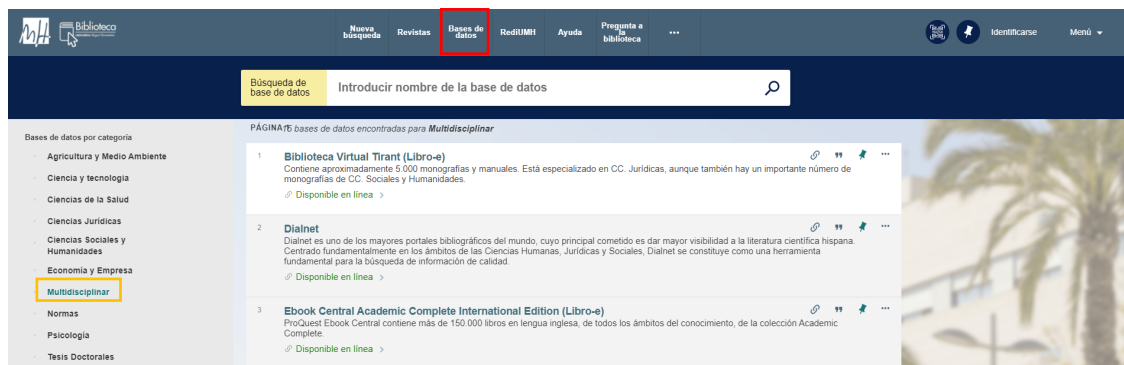 UMH
Biblioteca
Nueva búsqueda
Revistas
Bases de datos
RediUMH
Ayuda
Pregunta a la biblioteca
Identificarse
Menú
Búsqueda de
base de datos
Introducir nombre de la base de datos
Bases de datos por categoría
Agricultura y Medio Ambiente
Ciencia y tecnología
Ciencias de la Salud
Ciencias Jurídicas
Ciencias Sociales y
Humanidades
Economía y Empresa
Multidisciplinar
Normas
Psicología
Tesis Doctorales
PÁGINA 1
bases de datos encontradas para Multidisciplinar
1
Biblioteca Virtual Tirant (Libro-e)
Contiene aproximadamente 5.000 monografías y manuales. Está especializado en CC. Jurídicas, aunque también hay un importante número de
monografías de CC. Sociales y Humanidades.
Disponible en línea
2
Dialnet
Dialnet es uno de los mayores portales bibliográficos del mundo, cuyo principal cometido es dar mayor visibilidad a la literatura científica hispana.
Centrado fundamentalmente en los ámbitos de las Ciencias Humanas, Jurídicas y Sociales, Dialnet se constituye como una herramienta
fundamental para la búsqueda de información de calidad.
Disponible en línea
3
Ebook Central Academic Complete International Edition (Libro-e)
ProQuest Ebook Central contiene más de 150.000 libros en lengua inglesa, de todos los ámbitos del conocimiento, de la colección Academic
Complete.
Disponible en línea